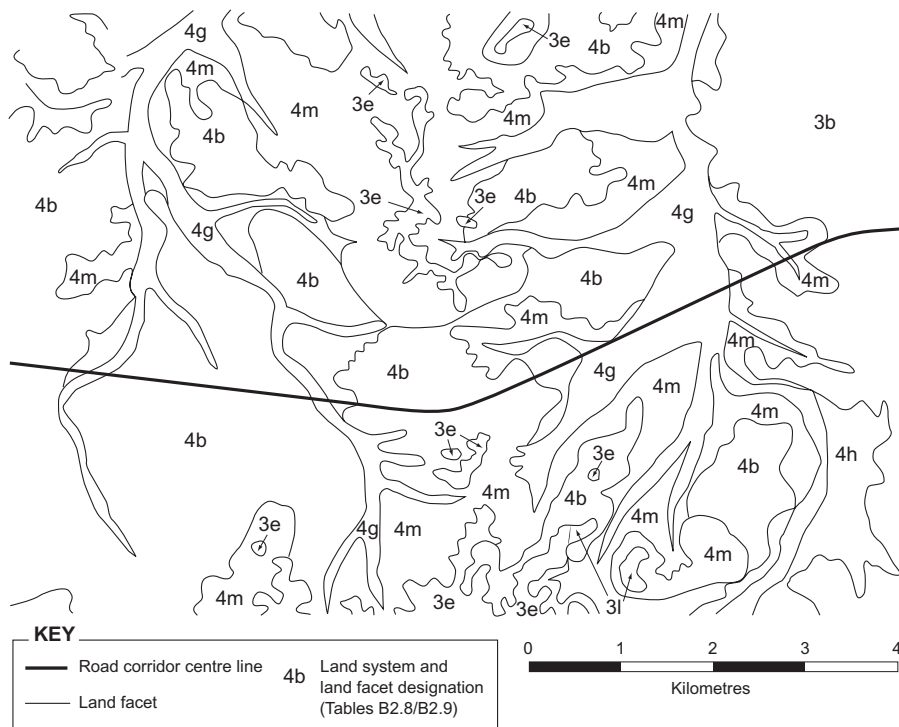 4g
4m
3e
4b
4m
4m
3e
4m
3b
4b
4m
4b
3e
3e
4b
4m
4g
4g
4m
4b
4b
4m
4m
4b
4g
4m
4m
4b
3e
3e
4b
4h
4m
4b
4m
3e
4g
4m
4m
4m
3e
3e
3l
KEY
Road corridor centre line
Land facet
4b
Land system and
land facet designation
(Tables B2.8/B2.9)
0 1 2 3 4
Kilometres